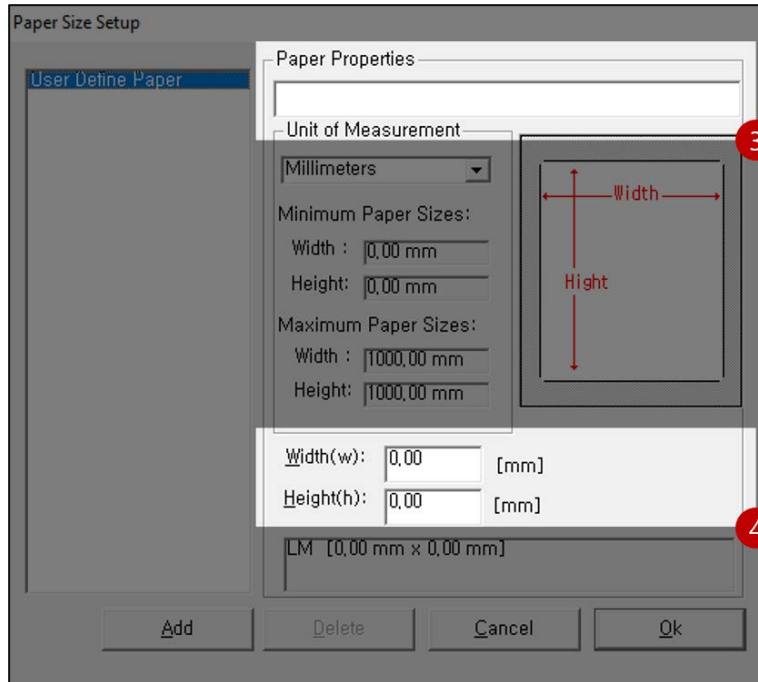 Paper Size Setup
User Define Paper
Paper Properties
Unit of Measurement
3
Millimeters
Minimum Paper Sizes:
Width : 0,00 mm
Height: 0,00 mm
Maximum Paper Sizes:
Width : 1000,00 mm
Height: 1000,00 mm
Width
Hight
Width(w): 0,00 [mm]
Height(h): 0,00 [mm]
4
LM [0,00 mm x 0,00 mm]
Add Delete Cancel Ok